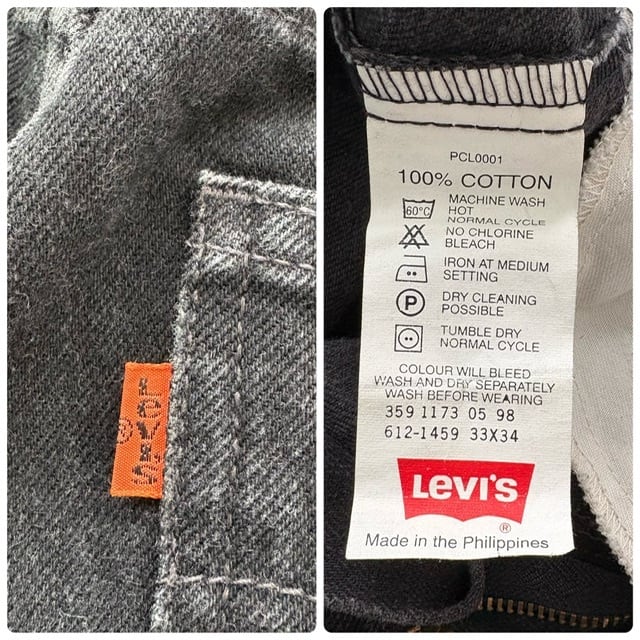 Levi's
®
PCL0001
100% COTTON
60°C
MACHINE WASH
HOT
NORMAL CYCLE
NO CHLORINE
BLEACH
IRON AT MEDIUM
SETTING
P
DRY CLEANING
POSSIBLE
TUMBLE DRY
NORMAL CYCLE
COLOUR WILL BLEED
WASH AND DRY SEPARATELY
WASH BEFORE WEARING
359 1173 05 98
612-1459 33X34
LEVI'S
®
Made in the Philippines